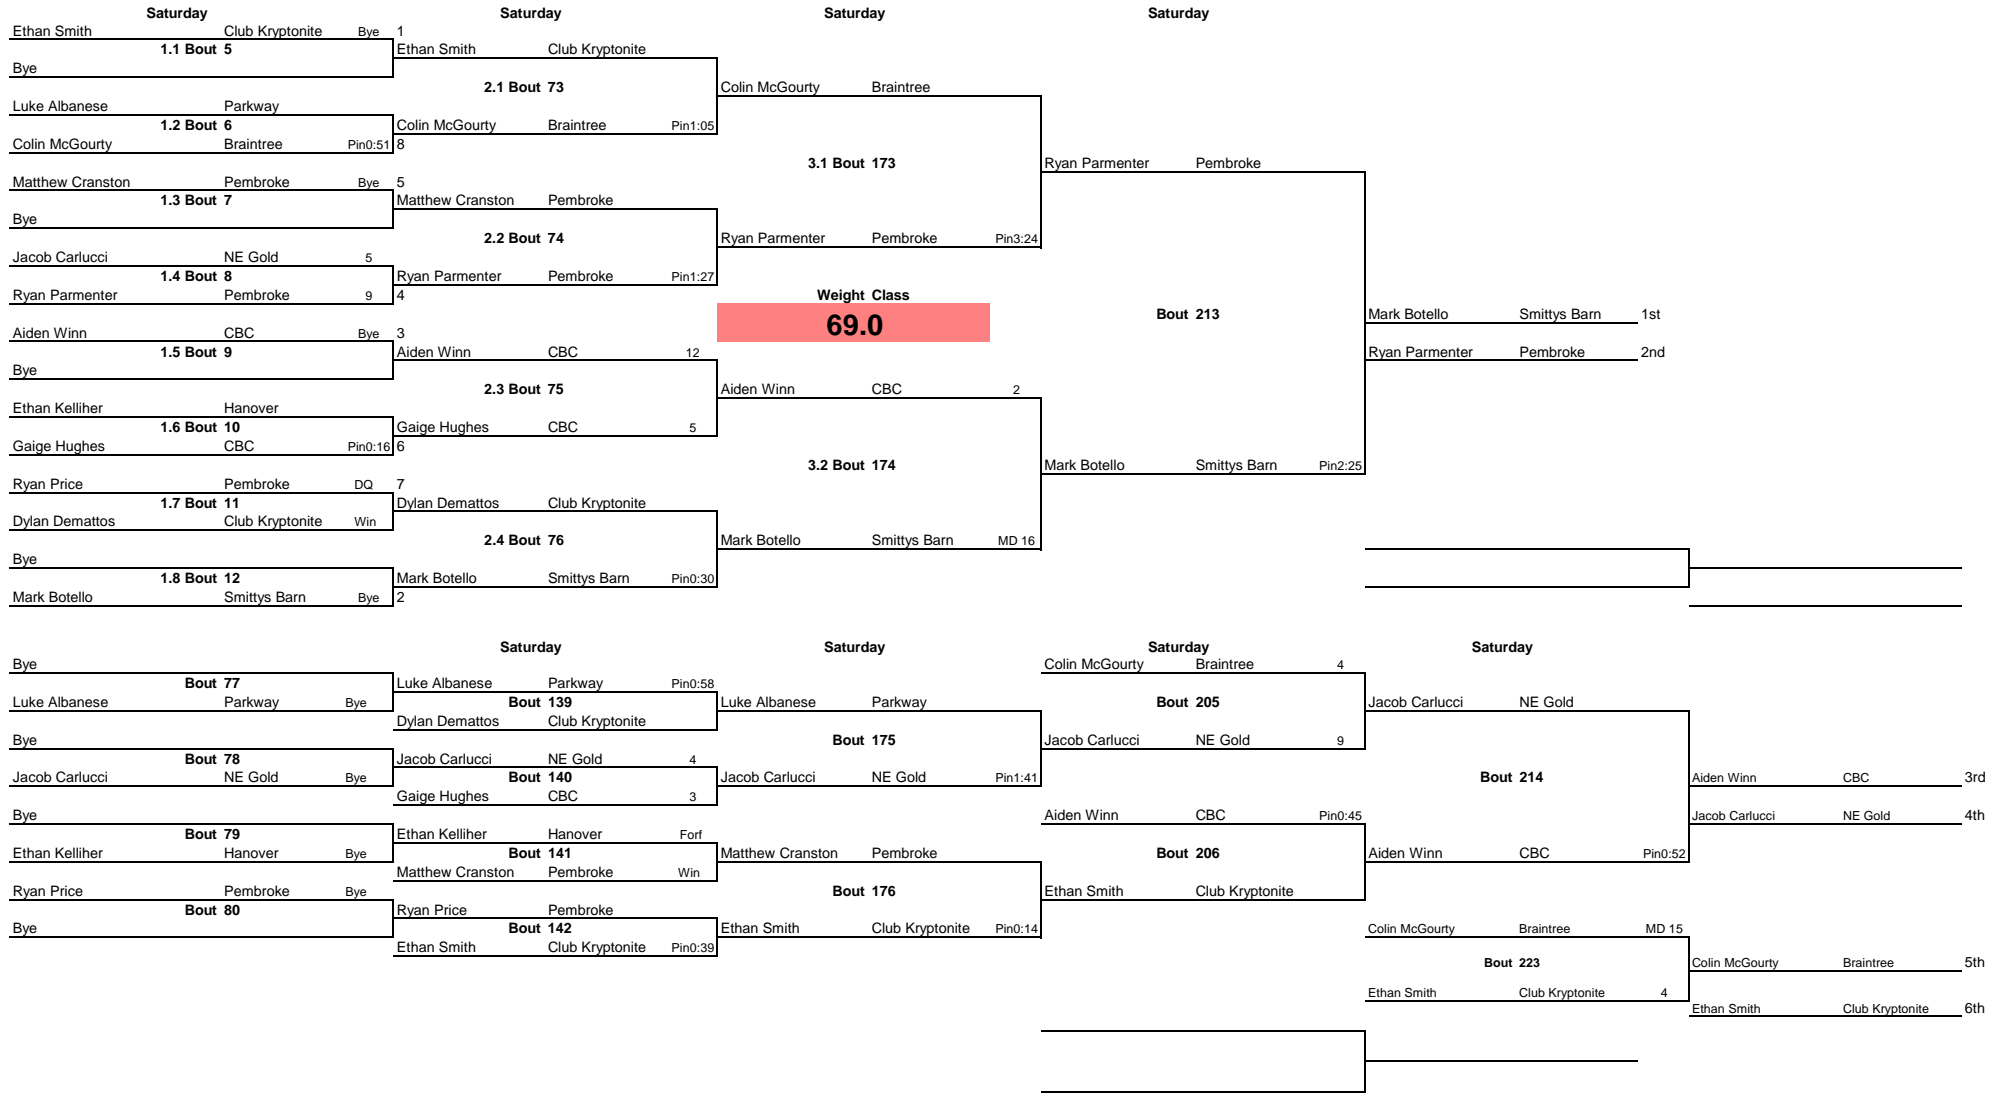 Saturday Saturday Saturday Saturday
Ethan Smith Club Kryptonite Bye 1
1.1 Bout 5 Ethan Smith Club Kryptonite
Bye
2.1 Bout 73 Colin McGourty Braintree
Luke Albanese Parkway
1.2 Bout 6 Colin McGourty Braintree Pin1:05
Colin McGourty Braintree Pin0:51 8
3.1 Bout 173 Ryan Parmenter Pembroke
Matthew Cranston Pembroke Bye 5
1.3 Bout 7 Matthew Cranston Pembroke
Bye
2.2 Bout 74 Ryan Parmenter Pembroke Pin3:24
Jacob Carlucci NE Gold 5
1.4 Bout 8 Ryan Parmenter Pembroke Pin1:27
Ryan Parmenter Pembroke 9 4 Weight Class
69.0 Bout 213 Mark Botello Smittys Barn 1st
Aiden Winn CBC Bye 3
1.5 Bout 9 Aiden Winn CBC 12 Ryan Parmenter Pembroke 2nd
Bye
2.3 Bout 75 Aiden Winn CBC 2
Ethan Kelliher Hanover
1.6 Bout 10 Gaige Hughes CBC 5
Gaige Hughes CBC Pin0:16 6
3.2 Bout 174 Mark Botello Smittys Barn Pin2:25
Ryan Price Pembroke DQ 7
1.7 Bout 11 Dylan Demattos Club Kryptonite
Dylan Demattos Club Kryptonite Win
2.4 Bout 76 Mark Botello Smittys Barn MD 16
Bye
1.8 Bout 12 Mark Botello Smittys Barn Pin0:30
Mark Botello Smittys Barn Bye 2
Saturday Saturday Saturday Saturday
Bye Colin McGourty Braintree 4
Bout 77 Luke Albanese Parkway Pin0:58
Luke Albanese Parkway Bye Bout 139 Luke Albanese Parkway Bout 205 Jacob Carlucci NE Gold
Dylan Demattos Club Kryptonite
Bye Bout 175 Jacob Carlucci NE Gold 9
Bout 78 Jacob Carlucci NE Gold 4
Jacob Carlucci NE Gold Bye Bout 140 Jacob Carlucci NE Gold Pin1:41 Bout 214 Aiden Winn CBC 3rd
Gaige Hughes CBC 3
Bye Aiden Winn CBC Pin0:45 Jacob Carlucci NE Gold 4th
Bout 79 Ethan Kelliher Hanover Forf
Ethan Kelliher Hanover Bye Bout 141 Matthew Cranston Pembroke Bout 206 Aiden Winn CBC Pin0:52
Matthew Cranston Pembroke Win
Ryan Price Pembroke Bye Bout 176 Ethan Smith Club Kryptonite
Bout 80 Ryan Price Pembroke
Bye Bout 142 Ethan Smith Club Kryptonite Pin0:14 Colin McGourty Braintree MD 15
Ethan Smith Club Kryptonite Pin0:39
Bout 223 Colin McGourty Braintree 5th
Ethan Smith Club Kryptonite 4
Ethan Smith Club Kryptonite 6th